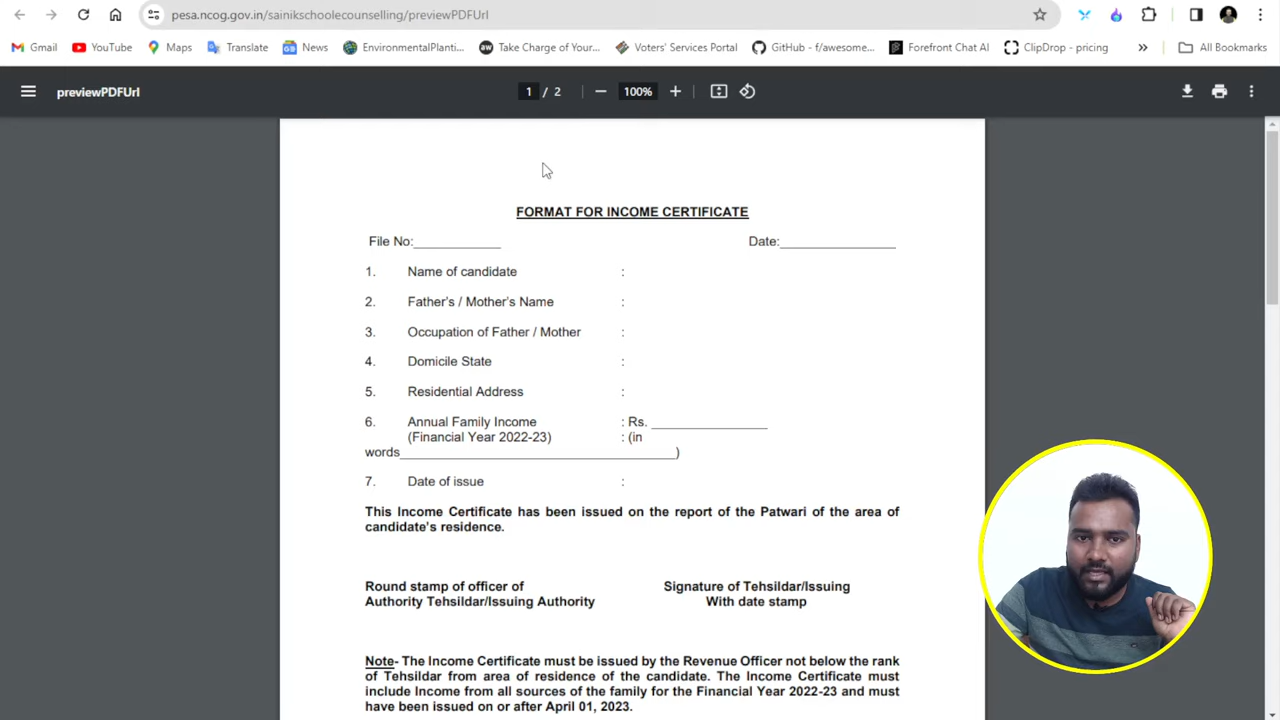 pesa.ncog.gov.in/sainikschoolecounselling/previewPDFUrl
Gmail YouTube Maps Translate News EnvironmentalPlanti... Take Charge of Your... Voters' Services Portal GitHub - f/awesome... Forefront Chat AI ClipDrop - pricing » All Bookmarks
previewPDFUrl 1 / 2 100%
FORMAT FOR INCOME CERTIFICATE
File No:____________ Date:________________
1. Name of candidate :
2. Father's / Mother's Name :
3. Occupation of Father / Mother :
4. Domicile State :
5. Residential Address :
6. Annual Family Income : Rs. ________________
(Financial Year 2022-23) : (in
words______________________________________)
7. Date of issue :
This Income Certificate has been issued on the report of the Patwari of the area of
candidate's residence.
Round stamp of officer of Signature of Tehsildar/Issuing
Authority Tehsildar/Issuing Authority With date stamp
Note- The Income Certificate must be issued by the Revenue Officer not below the rank
of Tehsildar from area of residence of the candidate. The Income Certificate must
include Income from all sources of the family for the Financial Year 2022-23 and must
have been issued on or after April 01, 2023.